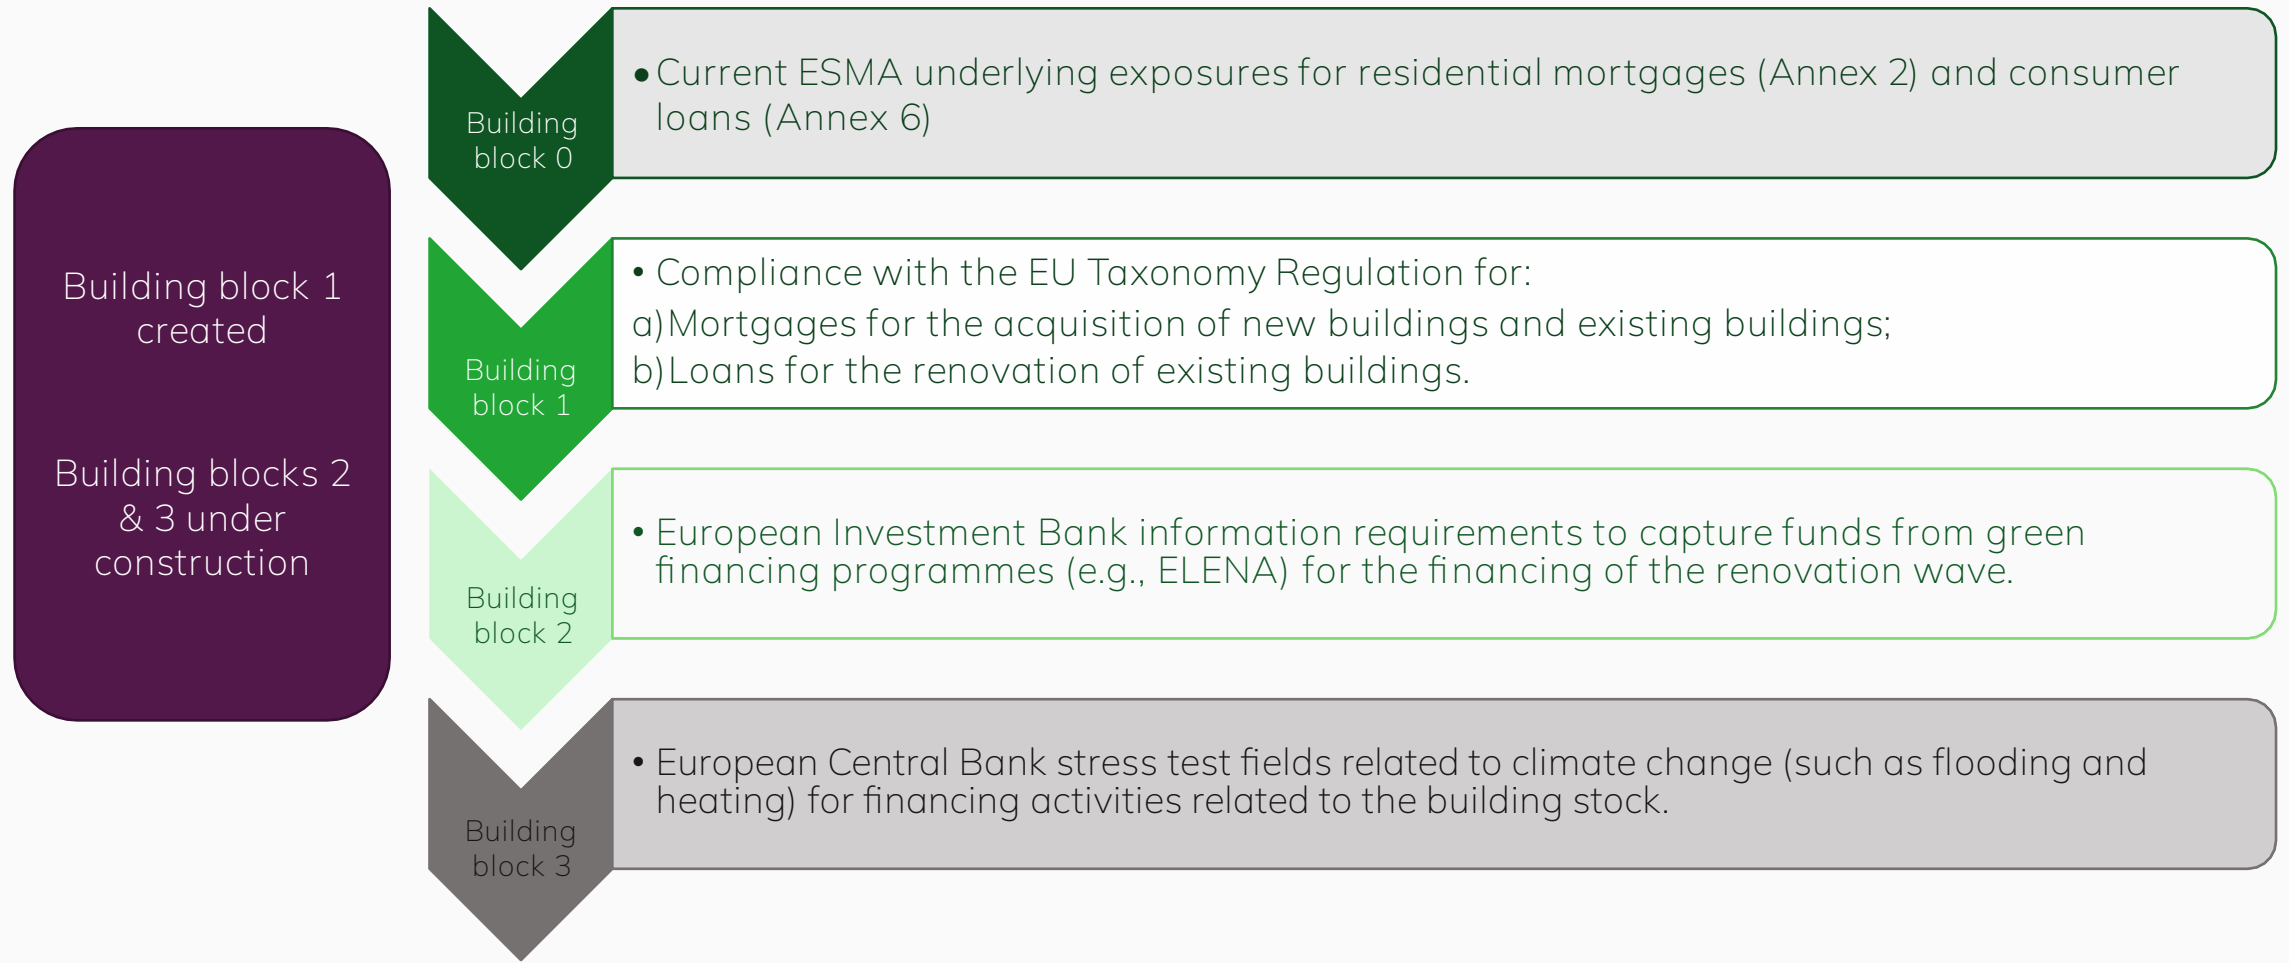 Building block 1
created
Building blocks 2
& 3 under
construction
Building
block 0
•Current ESMA underlying exposures for residential mortgages (Annex 2) and consumer
loans (Annex 6)
Building
block 1
• Compliance with the EU Taxonomy Regulation for:
a)Mortgages for the acquisition of new buildings and existing buildings;
b)Loans for the renovation of existing buildings.
Building
block 2
• European Investment Bank information requirements to capture funds from green
financing programmes (e.g., ELENA) for the financing of the renovation wave.
Building
block 3
• European Central Bank stress test fields related to climate change (such as flooding and
heating) for financing activities related to the building stock.